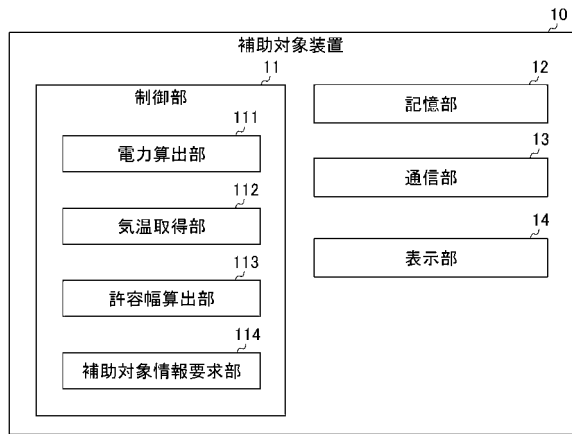 10
補助対象装置
11
制御部
111
電力算出部
112
気温取得部
113
許容幅算出部
114
補助対象情報要求部
12
記憶部
13
通信部
14
表示部